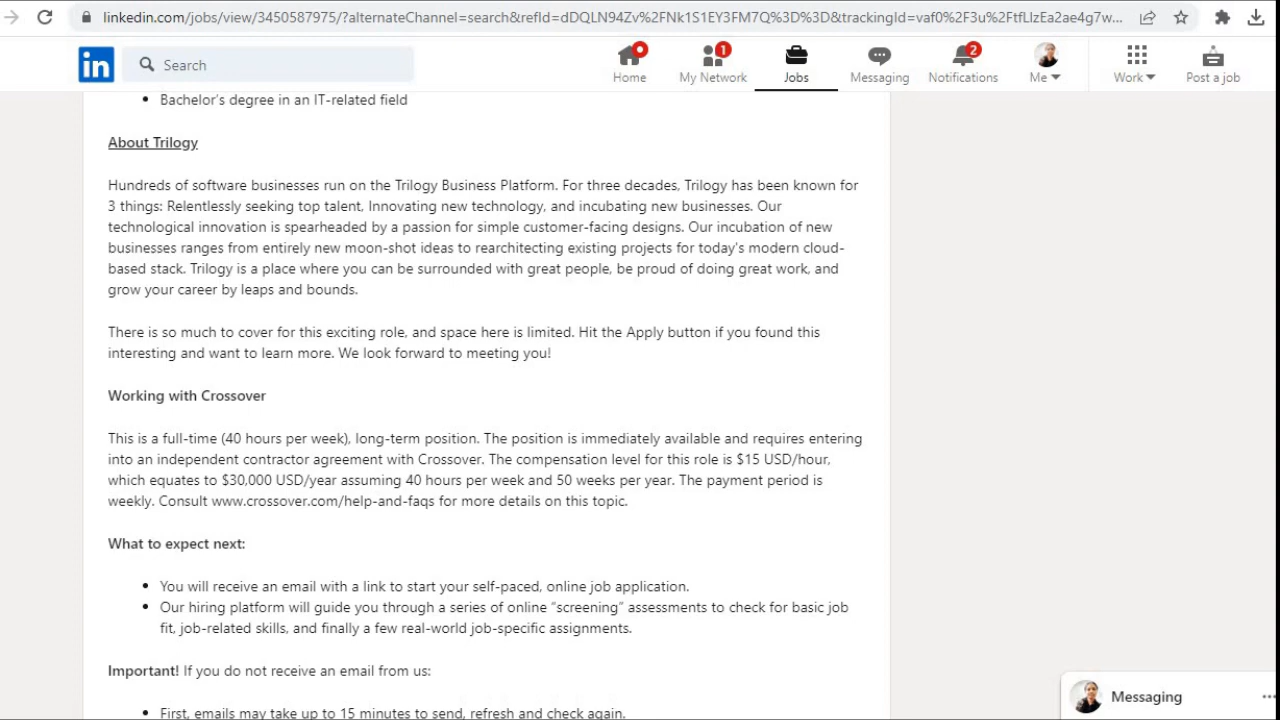 linkedin.com/jobs/view/3450587975/?alternateChannel=search&refId=dDQLN94Zv%2FNk1S1EY3FM7Q%3D%3D&trackingId=vaf0%2F3u%2FtfLlzEa2ae4g7w...
in
Search
Home
1
My Network
Jobs
Messaging
2
Notifications
Me
Work
Post a job
• Bachelor's degree in an IT-related field
About Trilogy
Hundreds of software businesses run on the Trilogy Business Platform. For three decades, Trilogy has been known for
3 things: Relentlessly seeking top talent, Innovating new technology, and incubating new businesses. Our
technological innovation is spearheaded by a passion for simple customer-facing designs. Our incubation of new
businesses ranges from entirely new moon-shot ideas to rearchitecting existing projects for today's modern cloud-
based stack. Trilogy is a place where you can be surrounded with great people, be proud of doing great work, and
grow your career by leaps and bounds.
There is so much to cover for this exciting role, and space here is limited. Hit the Apply button if you found this
interesting and want to learn more. We look forward to meeting you!
Working with Crossover
This is a full-time (40 hours per week), long-term position. The position is immediately available and requires entering
into an independent contractor agreement with Crossover. The compensation level for this role is $15 USD/hour,
which equates to $30,000 USD/year assuming 40 hours per week and 50 weeks per year. The payment period is
weekly. Consult www.crossover.com/help-and-faqs for more details on this topic.
What to expect next:
• You will receive an email with a link to start your self-paced, online job application.
• Our hiring platform will guide you through a series of online “screening” assessments to check for basic job
fit, job-related skills, and finally a few real-world job-specific assignments.
Important! If you do not receive an email from us:
• First, emails may take up to 15 minutes to send, refresh and check again.
Messaging